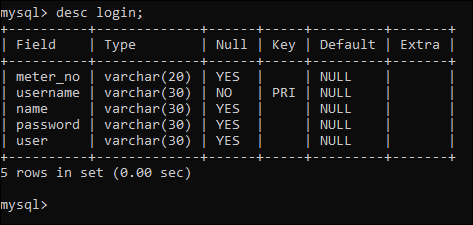 mysql> desc login;
+----------+-------------+------+-----+---------+-------+
| Field    | Type        | Null | Key | Default | Extra |
+----------+-------------+------+-----+---------+-------+
| meter_no | varchar(20) | YES  |     | NULL    |       |
| username | varchar(30) | NO   | PRI | NULL    |       |
| name     | varchar(30) | YES  |     | NULL    |       |
| password | varchar(30) | YES  |     | NULL    |       |
| user     | varchar(30) | YES  |     | NULL    |       |
+----------+-------------+------+-----+---------+-------+
5 rows in set (0.00 sec)

mysql>